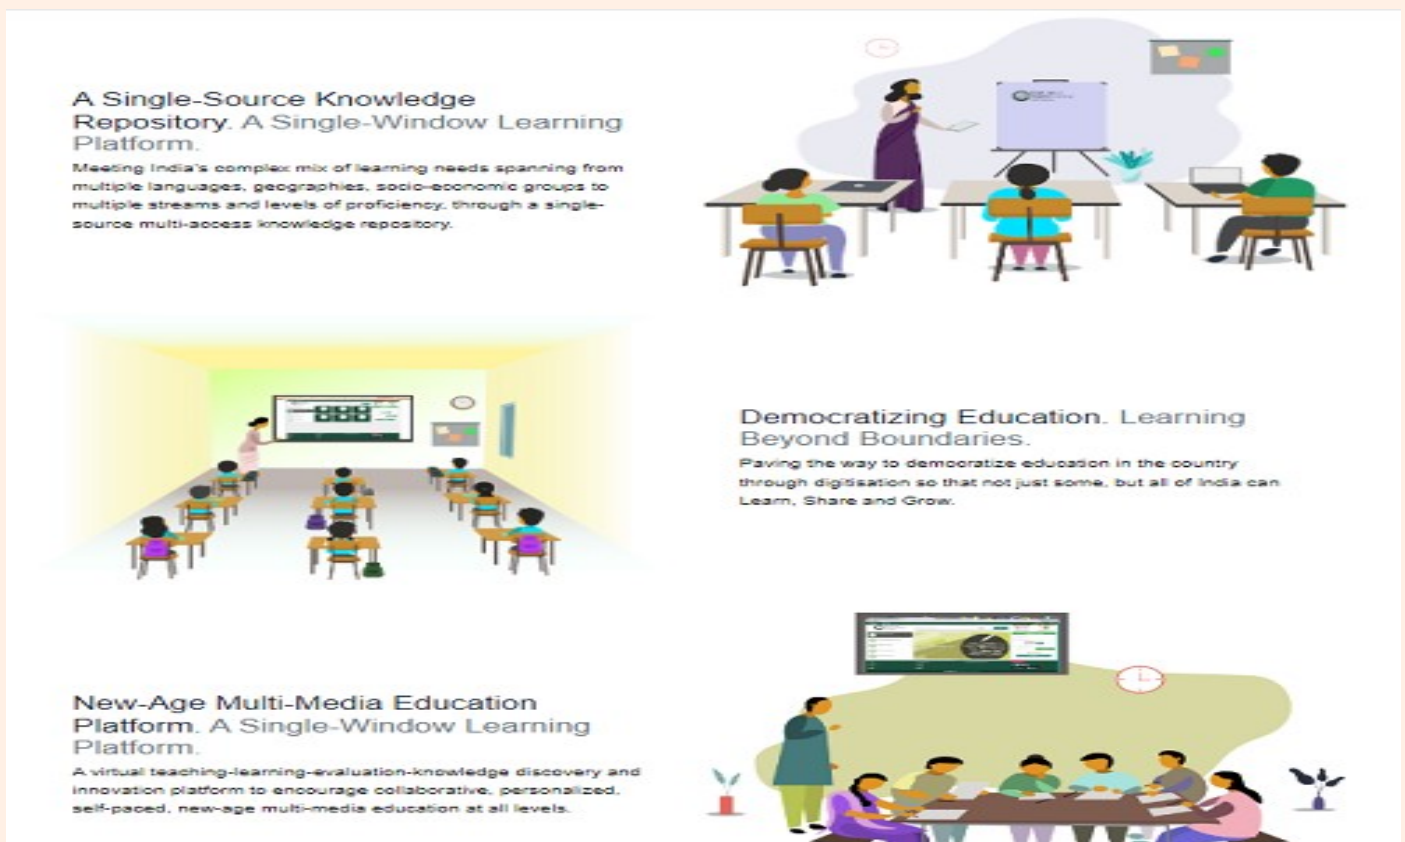 A Single-Source Knowledge
Repository. A Single-Window Learning
Platform.
Meeting India's complex mix of learning needs spanning from
multiple languages, geographies, socio-economic groups to
multiple streams and levels of proficiency, through a single-
source multi-access knowledge repository.
Democratizing Education. Learning
Beyond Boundaries.
Paving the way to democratize education in the country
through digitisation so that not just some, but all of India can
Learn, Share and Grow.
New-Age Multi-Media Education
Platform. A Single-Window Learning
Platform.
A virtual teaching-learning-evaluation-knowledge discovery and
innovation platform to encourage collaborative, personalized,
self-paced, new-age multi-media education at all levels.